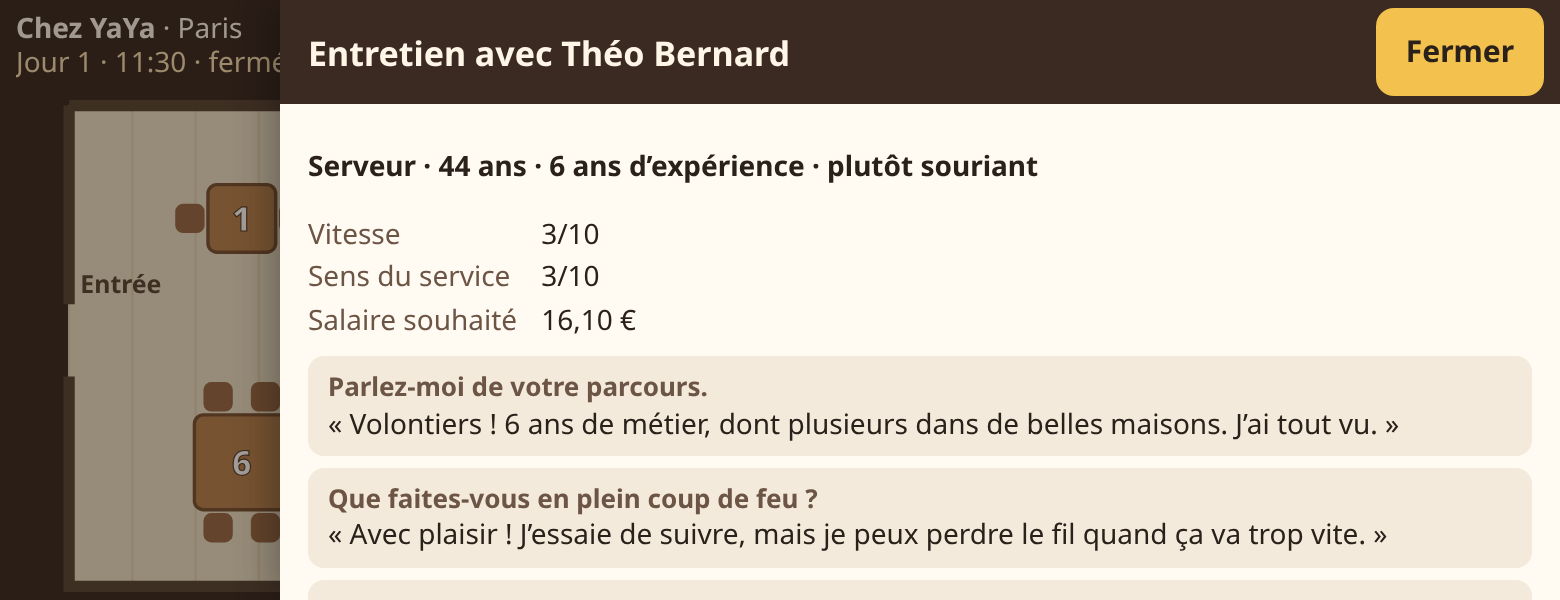 Chez YaYa · Paris
Jour 1 · 11:30 · fermé
1
Entrée
6
Entretien avec Théo Bernard
Fermer
Serveur · 44 ans · 6 ans d’expérience · plutôt souriant
Vitesse 3/10
Sens du service 3/10
Salaire souhaité 16,10 €
Parlez-moi de votre parcours.
« Volontiers ! 6 ans de métier, dont plusieurs dans de belles maisons. J’ai tout vu. »
Que faites-vous en plein coup de feu ?
« Avec plaisir ! J’essaie de suivre, mais je peux perdre le fil quand ça va trop vite. »